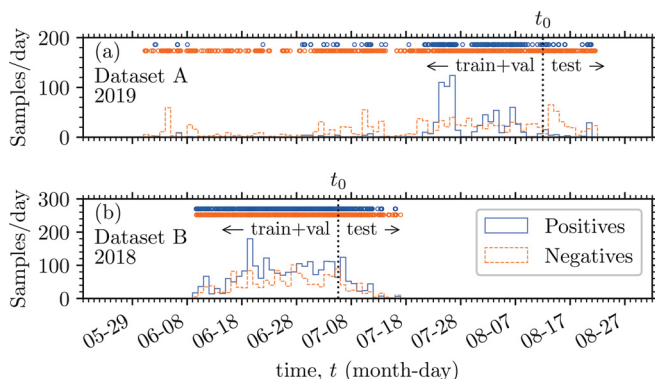 t₀
200
(a)
Dataset A
2019
← train+val
test →
100
0
Samples/day
t₀
300
(b)
Dataset B
2018
← train+val
test →
200
100
0
Samples/day
Positives
Negatives
05-29
06-08
06-18
06-28
07-08
07-18
07-28
08-07
08-17
08-27
time, t (month-day)